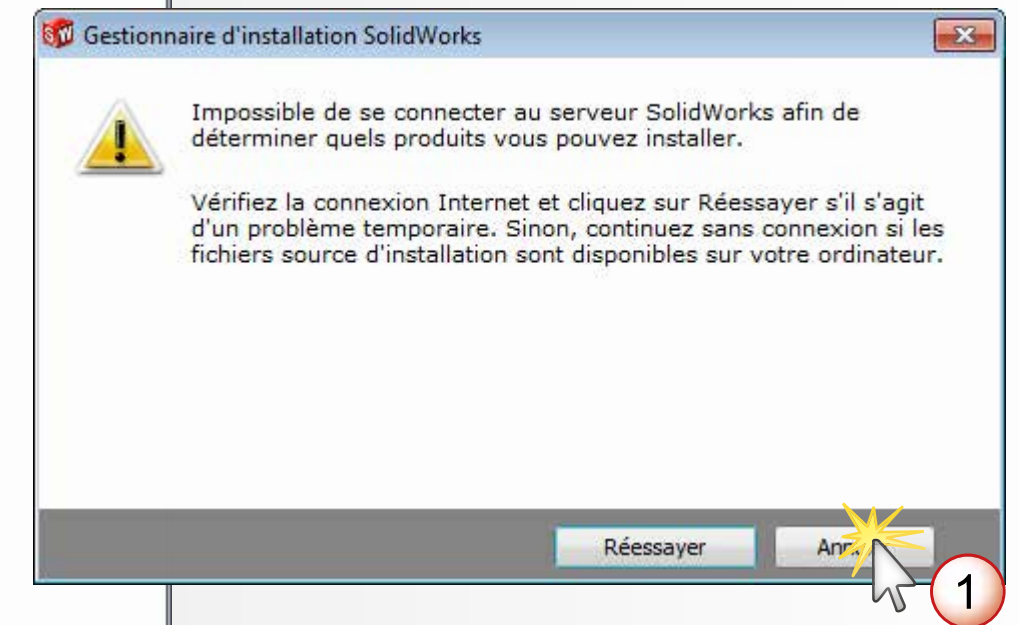 Gestionnaire d'installation SolidWorks
Impossible de se connecter au serveur SolidWorks afin de
déterminer quels produits vous pouvez installer.
Vérifiez la connexion Internet et cliquez sur Réessayer s'il s'agit
d'un problème temporaire. Sinon, continuez sans connexion si les
fichiers source d'installation sont disponibles sur votre ordinateur.
Réessayer
1